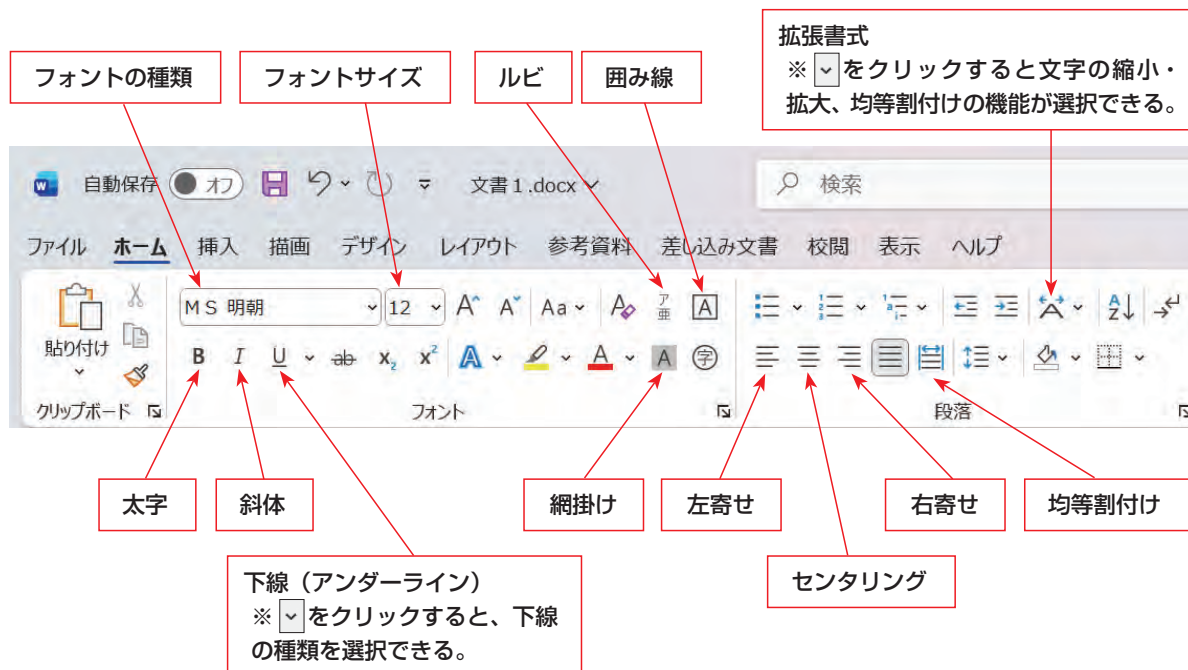 拡張書式
※ をクリックすると文字の縮小・
拡大、均等割付けの機能が選択できる。
フォントの種類
フォントサイズ
ルビ
囲み線
W 自動保存 オフ 文書1.docx 検索
ファイル ホーム 挿入 描画 デザイン レイアウト 参考資料 差し込み文書 校閲 表示 ヘルプ
貼り付け
MS 明朝 12 A A Aa A ア亜 A
B I U ab x₂ x² A A A 字
クリップボード フォント 段落
太字
斜体
網掛け
左寄せ
右寄せ
均等割付け
下線（アンダーライン）
※ をクリックすると、下線
の種類を選択できる。
センタリング